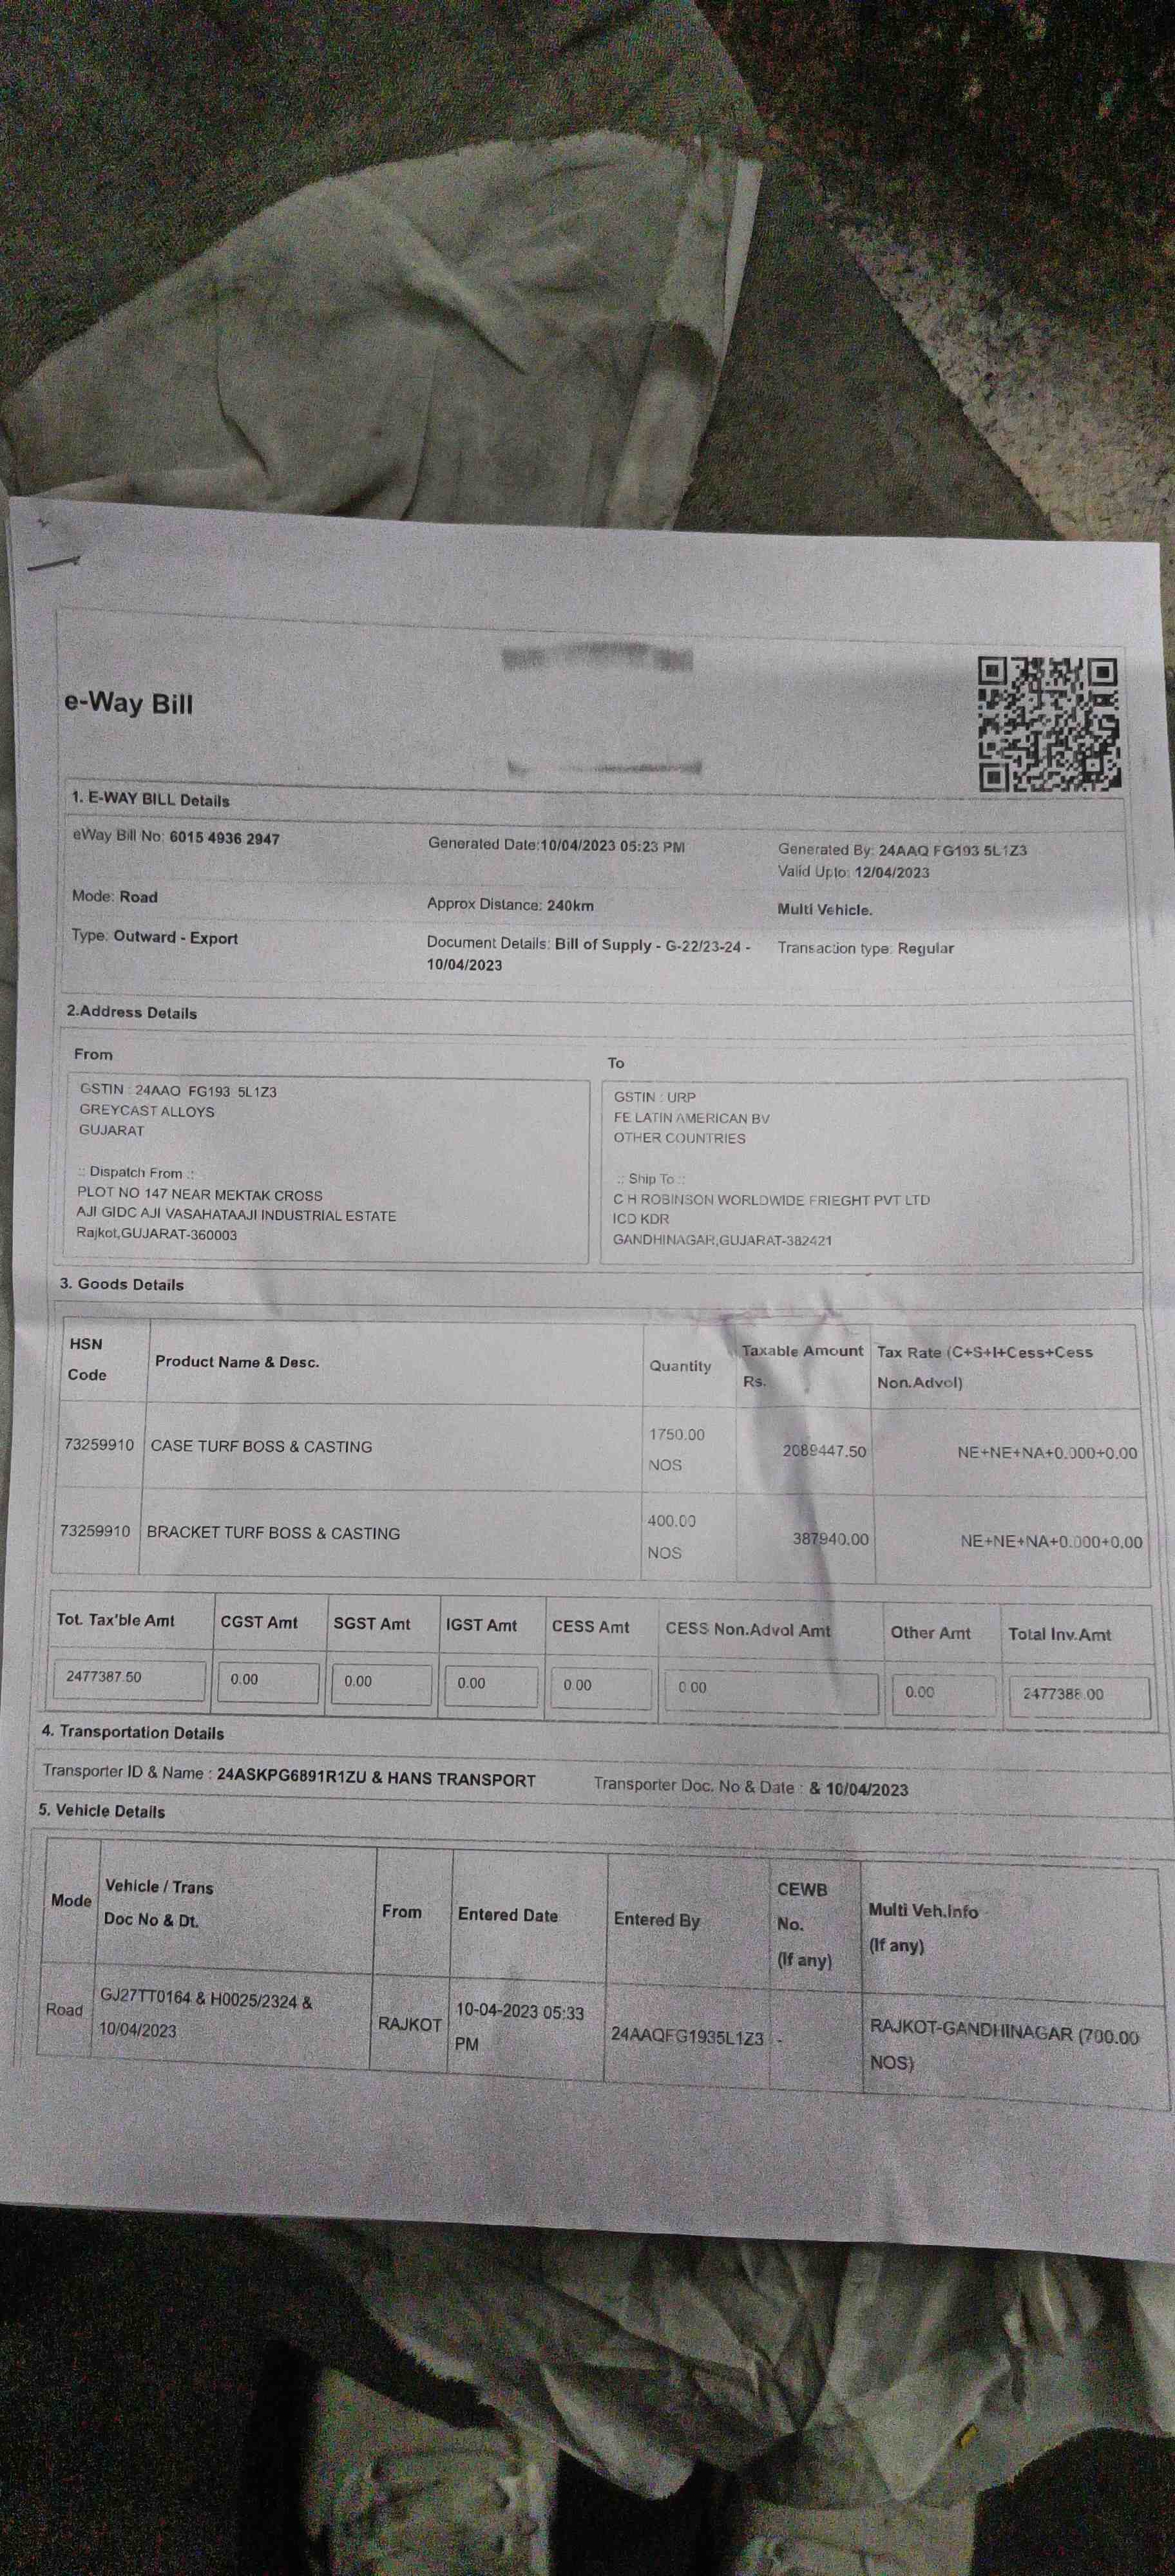 e-Way Bill
1. E-WAY BILL Details
eWay Bill No: 6015 4936 2947 Generated Date:10/04/2023 05:23 PM Generated By: 24AAQ FG193 5L1Z3
Valid Upto: 12/04/2023
Mode: Road Approx Distance: 240km Multi Vehicle.
Type: Outward - Export Document Details: Bill of Supply - G-22/23-24 - Transaction type: Regular
10/04/2023
2.Address Details
From To
GSTIN : 24AAQ FG193 5L1Z3
GREYCAST ALLOYS
GUJARAT
:: Dispatch From ::
PLOT NO 147 NEAR MEKTAK CROSS
AJI GIDC AJI VASAHATAAJI INDUSTRIAL ESTATE
Rajkot,GUJARAT-360003
GSTIN : URP
FE LATIN AMERICAN BV
OTHER COUNTRIES
:: Ship To ::
C H ROBINSON WORLDWIDE FRIEGHT PVT LTD
ICD KDR
GANDHINAGAR,GUJARAT-382421
3. Goods Details
HSN Code Product Name & Desc. Quantity Taxable Amount Rs. Tax Rate (C+S+I+Cess+Cess Non.Advol)
73259910 CASE TURF BOSS & CASTING 1750.00 NOS 2089447.50 NE+NE+NA+0.000+0.00
73259910 BRACKET TURF BOSS & CASTING 400.00 NOS 387940.00 NE+NE+NA+0.000+0.00
Tot. Tax'ble Amt CGST Amt SGST Amt IGST Amt CESS Amt CESS Non.Advol Amt Other Amt Total Inv.Amt
2477387.50 0.00 0.00 0.00 0.00 0.00 0.00 2477388.00
4. Transportation Details
Transporter ID & Name : 24ASKPG6891R1ZU & HANS TRANSPORT Transporter Doc. No & Date : & 10/04/2023
5. Vehicle Details
Mode Vehicle / Trans Doc No & Dt. From Entered Date Entered By CEWB No. (If any) Multi Veh.Info (If any)
Road GJ27TT0164 & H0025/2324 & 10/04/2023 RAJKOT 10-04-2023 05:33 PM 24AAQFG1935L1Z3 - RAJKOT-GANDHINAGAR (700.00 NOS)